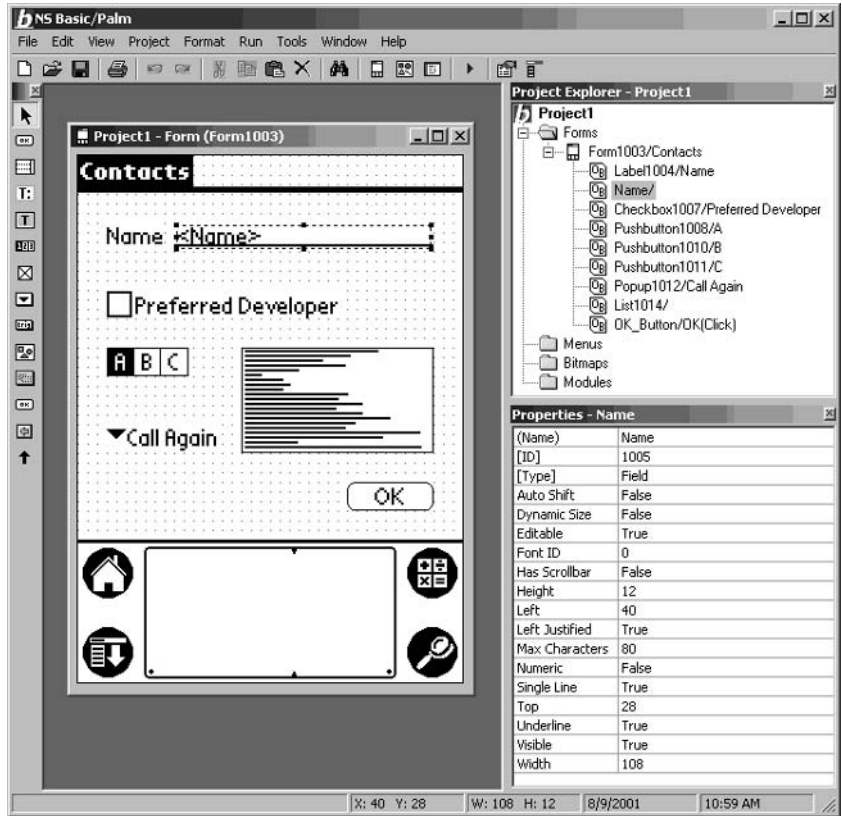 NS Basic/Palm
File Edit View Project Format Run Tools Window Help
Project1 - Form (Form1003)
Contacts
Name: <Name>
Preferred Developer
A B C
Call Again
OK
Project Explorer - Project1
Project1
Forms
Form1003/Contacts
Label1004/Name
Name/
Checkbox1007/Preferred Developer
Pushbutton1008/A
Pushbutton1010/B
Pushbutton1011/C
Popup1012/Call Again
List1014/
OK_Button/OK(Click)
Menus
Bitmaps
Modules
Properties - Name
(Name) Name
[ID] 1005
[Type] Field
Auto Shift False
Dynamic Size False
Editable True
Font ID 0
Has Scrollbar False
Height 12
Left 40
Left Justified True
Max Characters 80
Numeric False
Single Line True
Top 28
Underline True
Visible True
Width 108
X: 40 Y: 28 W: 108 H: 12 8/9/2001 10:59 AM